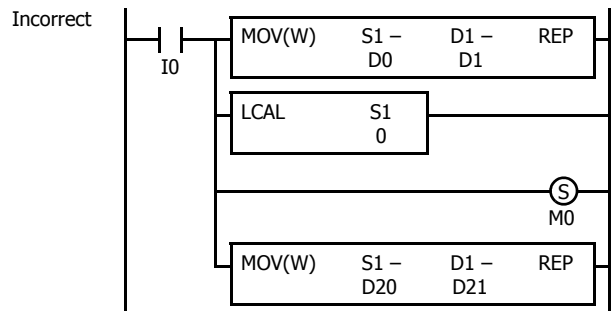 Incorrect
I0
MOV(W) S1 – D1 – REP
D0 D1
LCAL S1
0
S
M0
MOV(W) S1 – D1 – REP
D20 D21